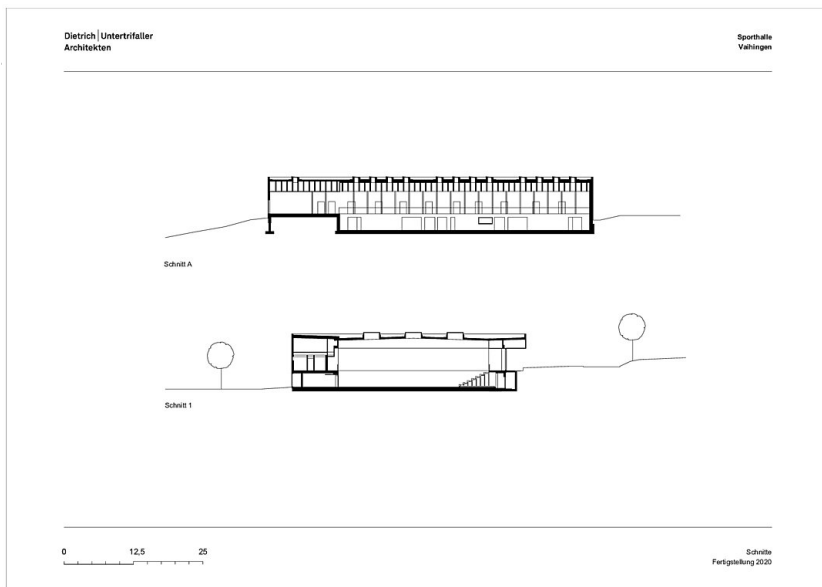 Dietrich | Untertrifaller
Architekten
Sporthalle
Vaihingen
Schnitt A
Schnitt 1
0 12,5 25
Schnitte
Fertigstellung 2020